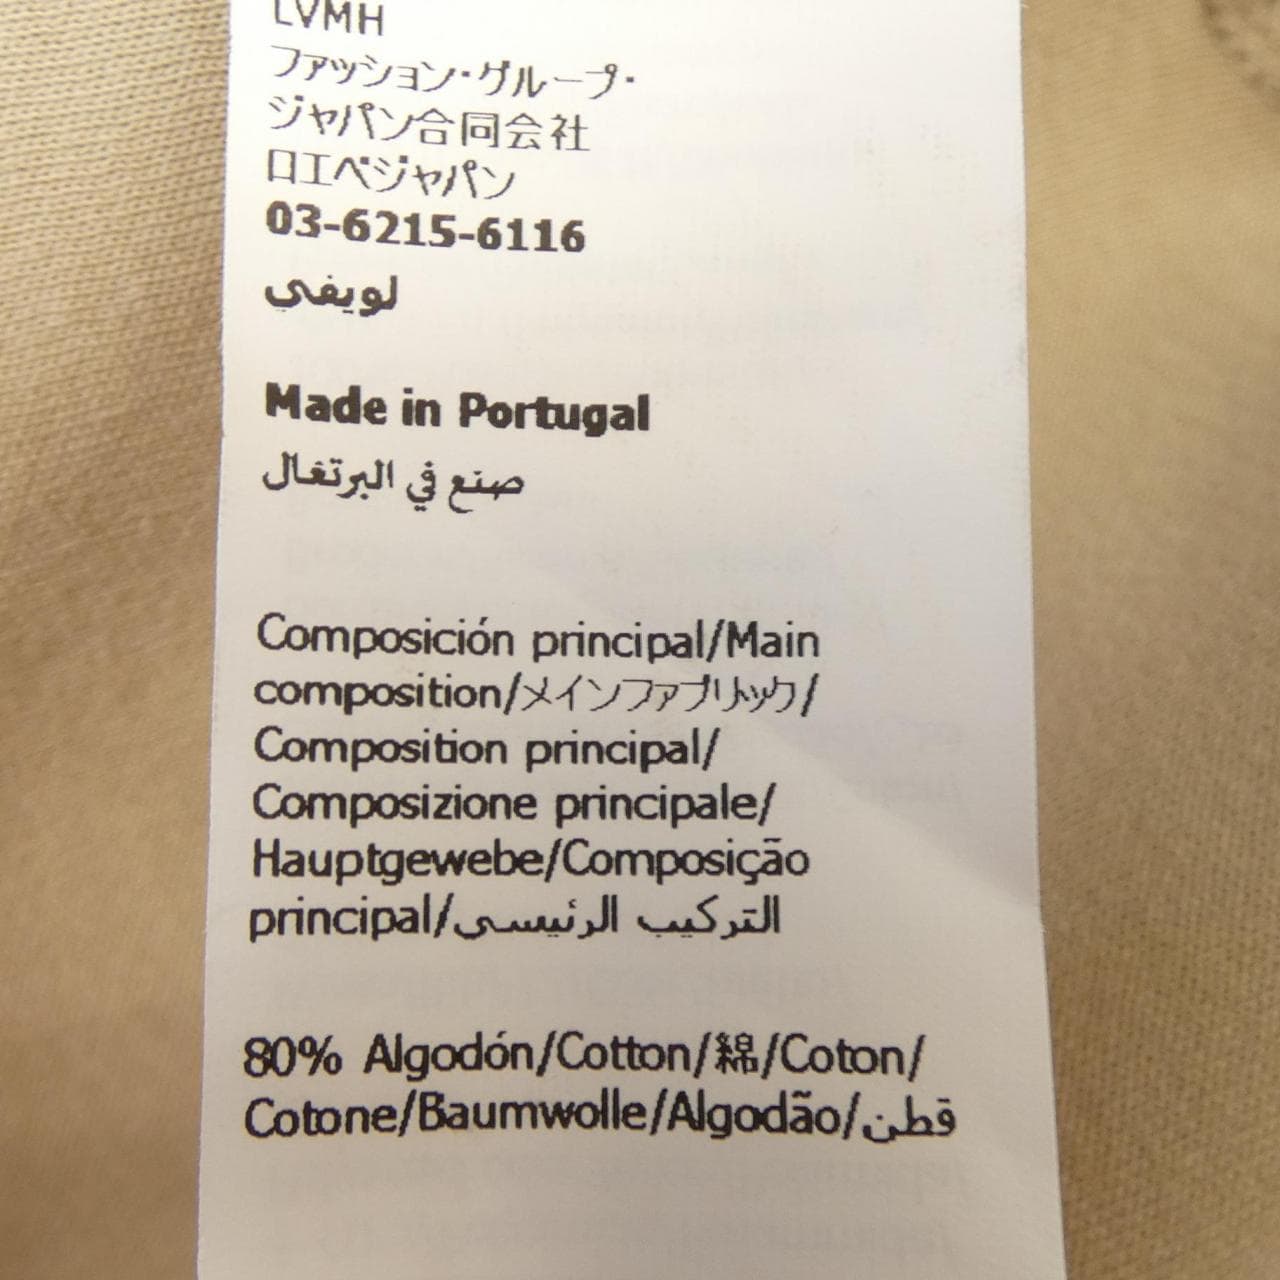 LVMH
ファッション･グループ･
ジャパン合同会社
ロエベジャパン
03-6215-6116
لويفي
Made in Portugal
صنع في البرتغال
Composición principal/Main
composition/メインファブリック/
Composition principal/
Composizione principale/
Hauptgewebe/Composição
principal/التركيب الرئيسى
80% Algodón/Cotton/綿/Coton/
Cotone/Baumwolle/Algodão/قطن